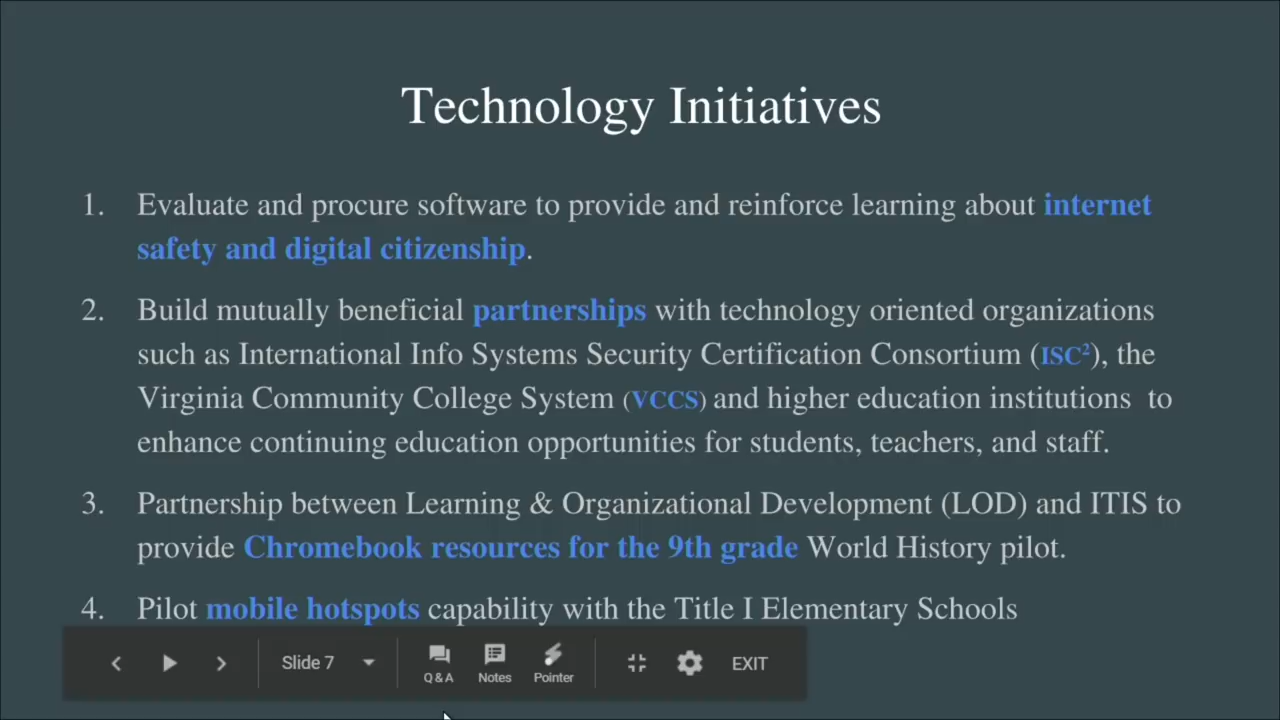 Technology Initiatives
1. Evaluate and procure software to provide and reinforce learning about internet
safety and digital citizenship.
2. Build mutually beneficial partnerships with technology oriented organizations
such as International Info Systems Security Certification Consortium (ISC²), the
Virginia Community College System (VCCS) and higher education institutions to
enhance continuing education opportunities for students, teachers, and staff.
3. Partnership between Learning & Organizational Development (LOD) and ITIS to
provide Chromebook resources for the 9th grade World History pilot.
4. Pilot mobile hotspots capability with the Title I Elementary Schools
Slide 7 Q & A Notes Pointer EXIT